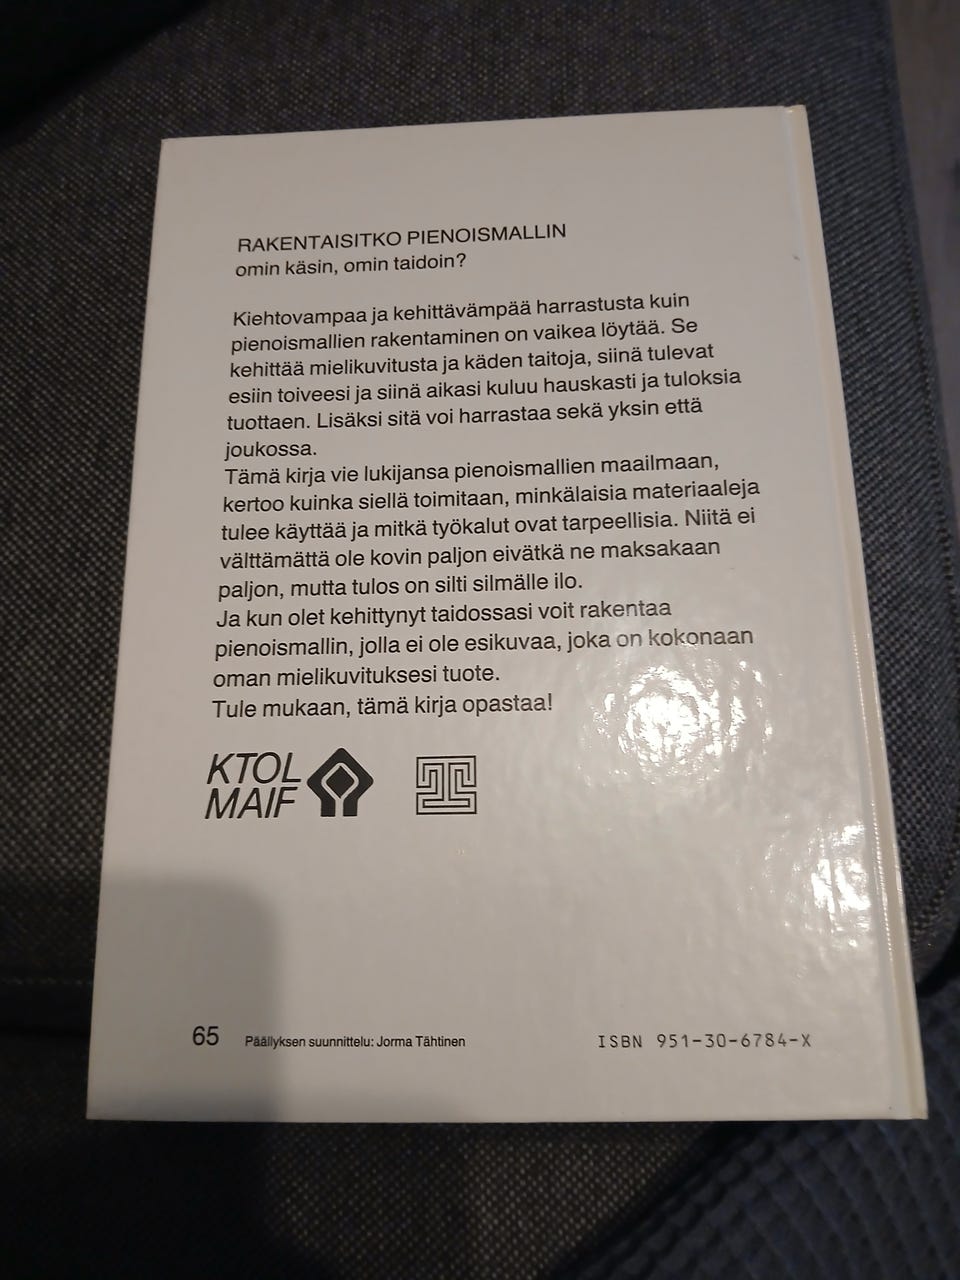 RAKENTAISITKO PIENOISMALLIN
omin käsin, omin taidoin?
Kiehtovampaa ja kehittävämpää harrastusta kuin
pienoismallien rakentaminen on vaikea löytää. Se
kehittää mielikuvitusta ja käden taitoja, siinä tulevat
esiin toiveesi ja siinä aikasi kuluu hauskasti ja tuloksia
tuottaen. Lisäksi sitä voi harrastaa sekä yksin että
joukossa.
Tämä kirja vie lukijansa pienoismallien maailmaan,
kertoo kuinka siellä toimitaan, minkälaisia materiaaleja
tulee käyttää ja mitkä työkalut ovat tarpeellisia. Niitä ei
välttämättä ole kovin paljon eivätkä ne maksakaan
paljon, mutta tulos on silti silmälle ilo.
Ja kun olet kehittynyt taidossasi voit rakentaa
pienoismallin, jolla ei ole esikuvaa, joka on kokonaan
oman mielikuvituksesi tuote.
Tule mukaan, tämä kirja opastaa!
KTOL
MAIF
65 Päällyksen suunnittelu: Jorma Tähtinen ISBN 951-30-6784-X